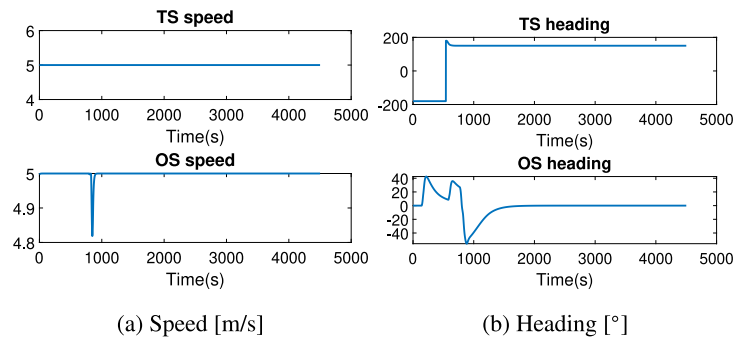 TS speed
6
5
4
0 1000 2000 3000 4000 5000
Time(s)
OS speed
5
4.9
4.8
0 1000 2000 3000 4000 5000
Time(s)
(a) Speed [m/s]
TS heading
200
0
-200
0 1000 2000 3000 4000 5000
Time(s)
OS heading
40
20
0
-20
-40
0 1000 2000 3000 4000 5000
Time(s)
(b) Heading [°]